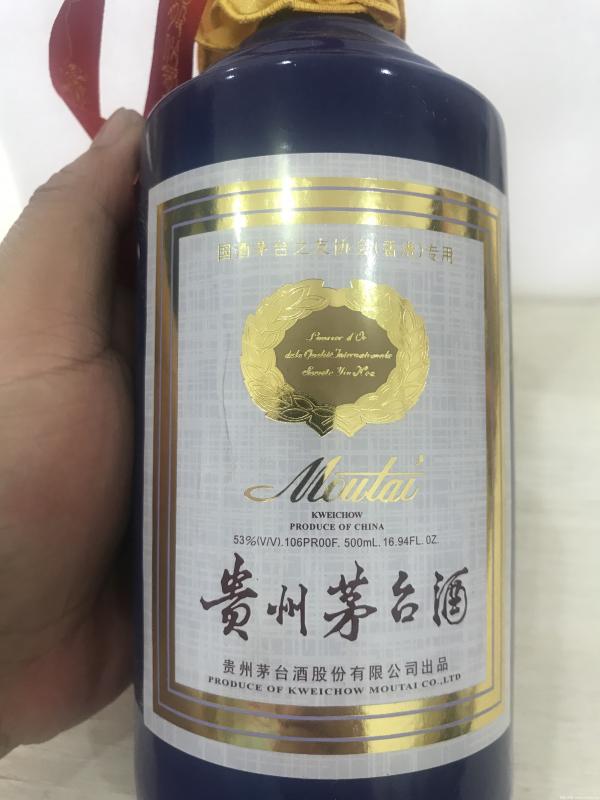 国酒茅台之友协会(香港)专用
Moutai
KWEICHOW
PRODUCE OF CHINA
53%(V/V).106PROOF. 500mL. 16.94FL. OZ.
贵州茅台酒
贵州茅台酒股份有限公司出品
PRODUCE OF KWEICHOW MOUTAI CO.,LTD